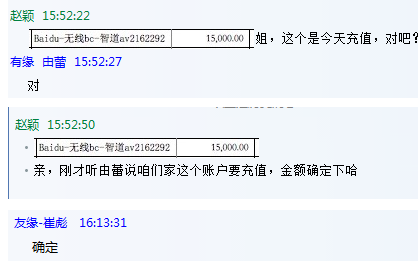 赵颖 15:52:22
Baidu-无线bc-智道av2162292 15,000.00 姐，这个是今天充值，对吧?
有缘 由蕾 15:52:27
对
赵颖 15:52:50
Baidu-无线bc-智道av2162292 15,000.00
亲，刚才听由蕾说咱们家这个账户要充值，金额确定下哈
友缘-崔彪 16:13:31
确定